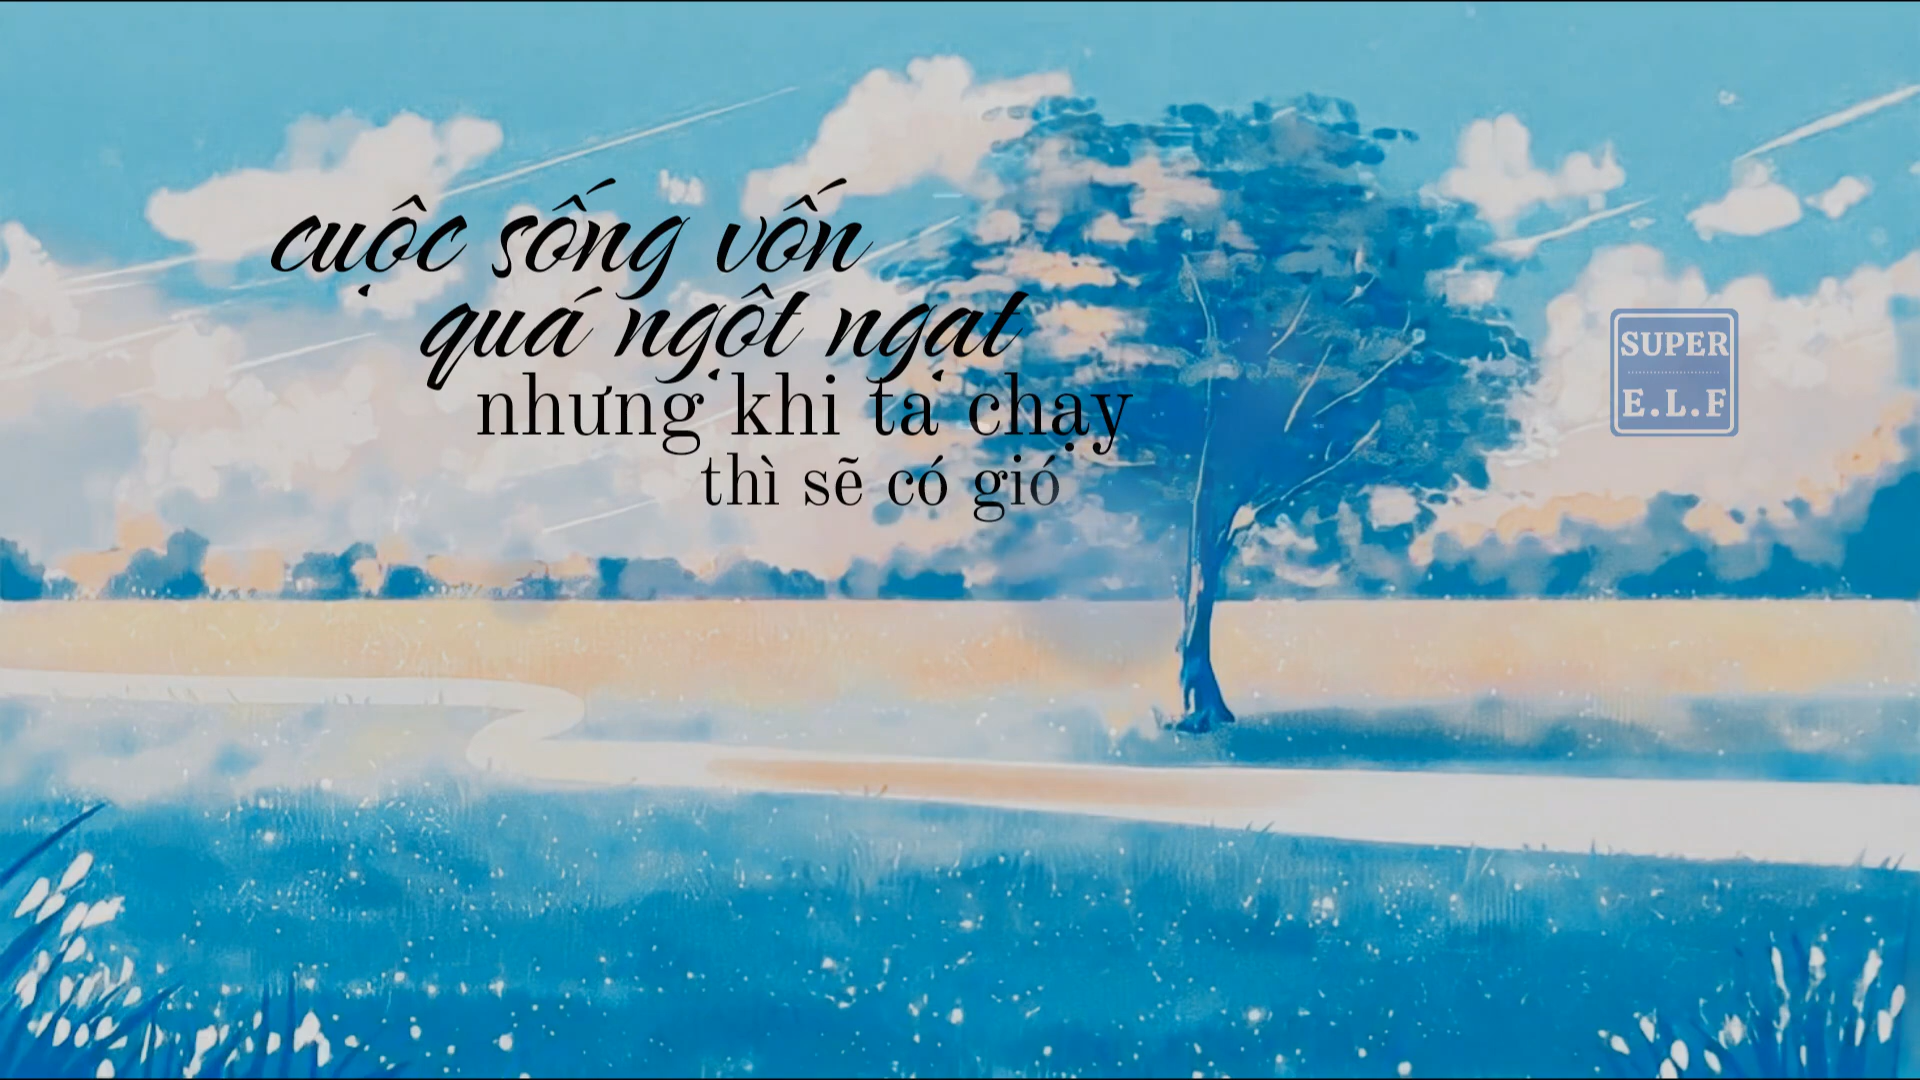 cuộc sống vốn
quá ngột ngạt
nhưng khi ta chạy
thì sẽ có gió
SUPER
E.L.F